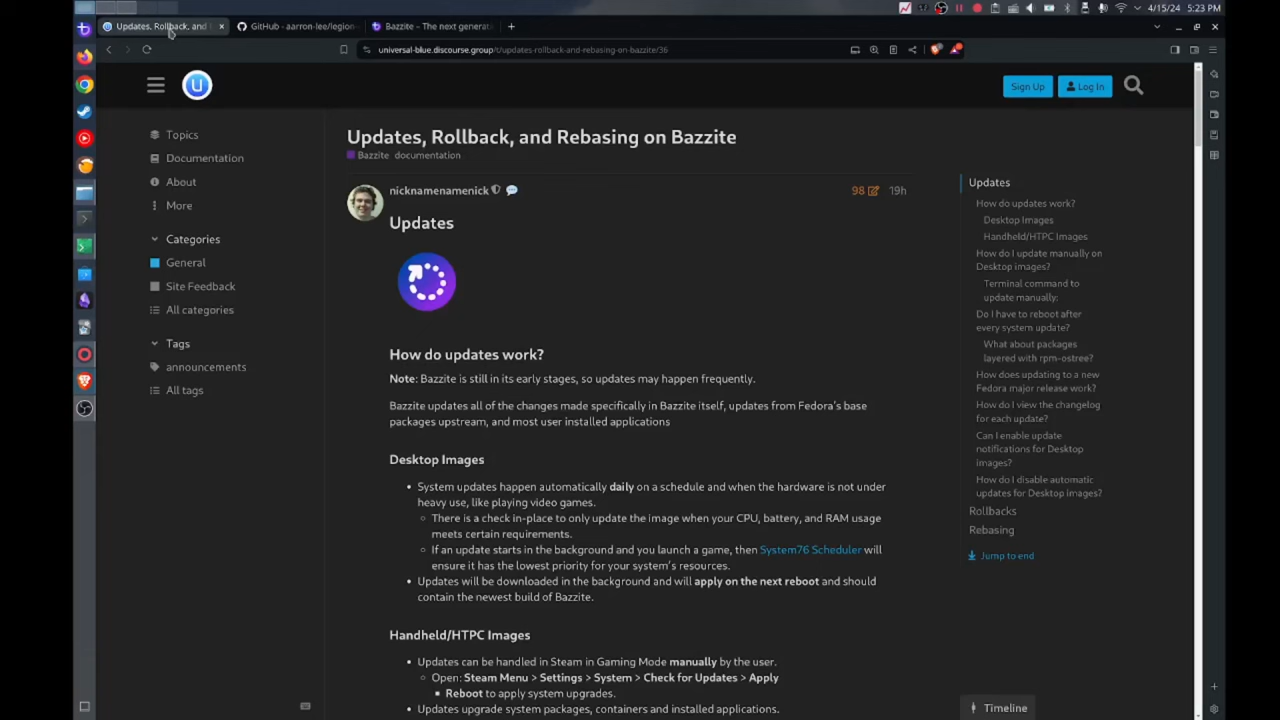 4/15/24 5:23 PM
Updates, Rollback, and
GitHub - aarron-lee/legion-
Bazzite – The next generat
universal-blue.discourse.group/t/updates-rollback-and-rebasing-on-bazzite/36
Sign Up
Log In
Topics
Documentation
About
More
Categories
General
Site Feedback
All categories
Tags
announcements
All tags
Updates, Rollback, and Rebasing on Bazzite
Bazzite documentation
nicknamenamenick
98
19h
Updates
How do updates work?
Note: Bazzite is still in its early stages, so updates may happen frequently.
Bazzite updates all of the changes made specifically in Bazzite itself, updates from Fedora's base
packages upstream, and most user installed applications
Desktop Images
• System updates happen automatically daily on a schedule and when the hardware is not under
heavy use, like playing video games.
○ There is a check in-place to only update the image when your CPU, battery, and RAM usage
meets certain requirements.
○ If an update starts in the background and you launch a game, then System76 Scheduler will
ensure it has the lowest priority for your system's resources.
• Updates will be downloaded in the background and will apply on the next reboot and should
contain the newest build of Bazzite.
Handheld/HTPC Images
• Updates can be handled in Steam in Gaming Mode manually by the user.
○ Open: Steam Menu > Settings > System > Check for Updates > Apply
▪ Reboot to apply system upgrades.
• Updates upgrade system packages, containers and installed applications.
Updates
How do updates work?
Desktop Images
Handheld/HTPC Images
How do I update manually on
Desktop images?
Terminal command to
update manually:
Do I have to reboot after
every system update?
What about packages
layered with rpm-ostree?
How does updating to a new
Fedora major release work?
How do I view the changelog
for each update?
Can I enable update
notifications for Desktop
images?
How do I disable automatic
updates for Desktop images?
Rollbacks
Rebasing
Jump to end
Timeline